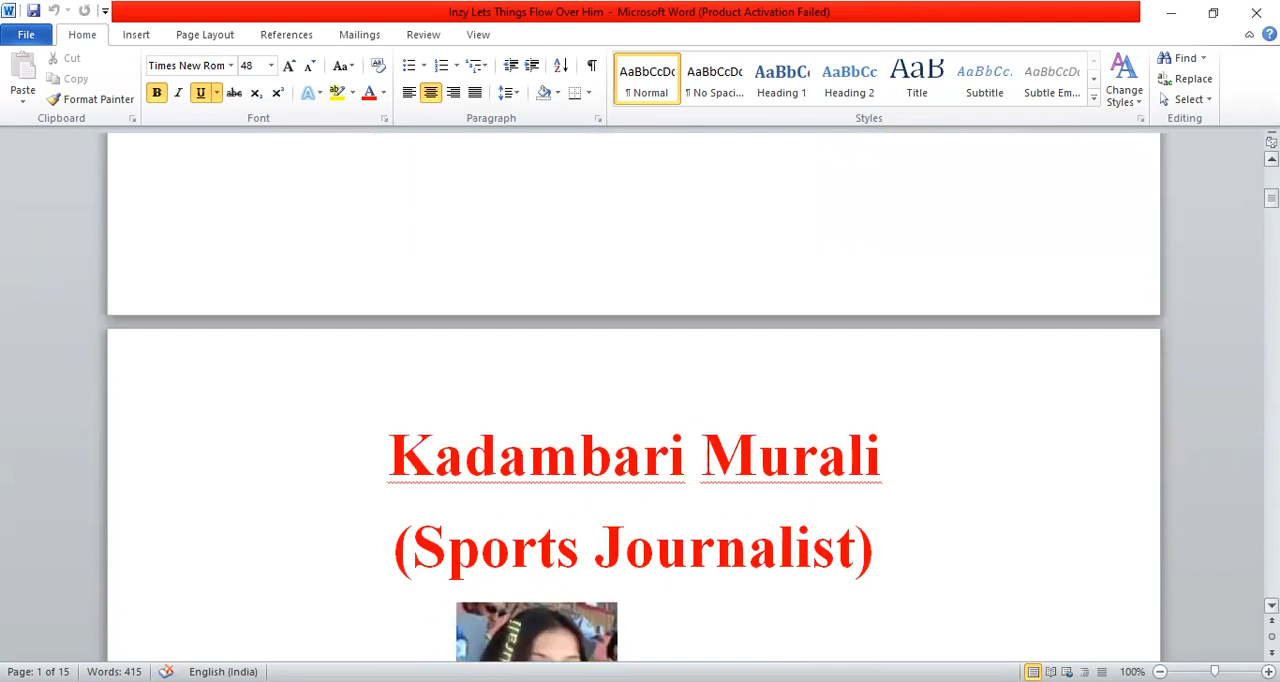 Inzy Lets Things Flow Over Him - Microsoft Word (Product Activation Failed)
File Home Insert Page Layout References Mailings Review View
Paste
Cut
Copy
Format Painter
Clipboard
Times New Rom 48
Font
Paragraph
AaBbCcDc AaBbCcDc AaBbCc AaBbCc AaB AaBbCc. AaBbCcDc
¶ Normal ¶ No Spaci... Heading 1 Heading 2 Title Subtitle Subtle Em...
Change Styles
Styles
Find
Replace
Select
Editing
Kadambari Murali
(Sports Journalist)
urali
Page: 1 of 15 Words: 415 English (India) 100%